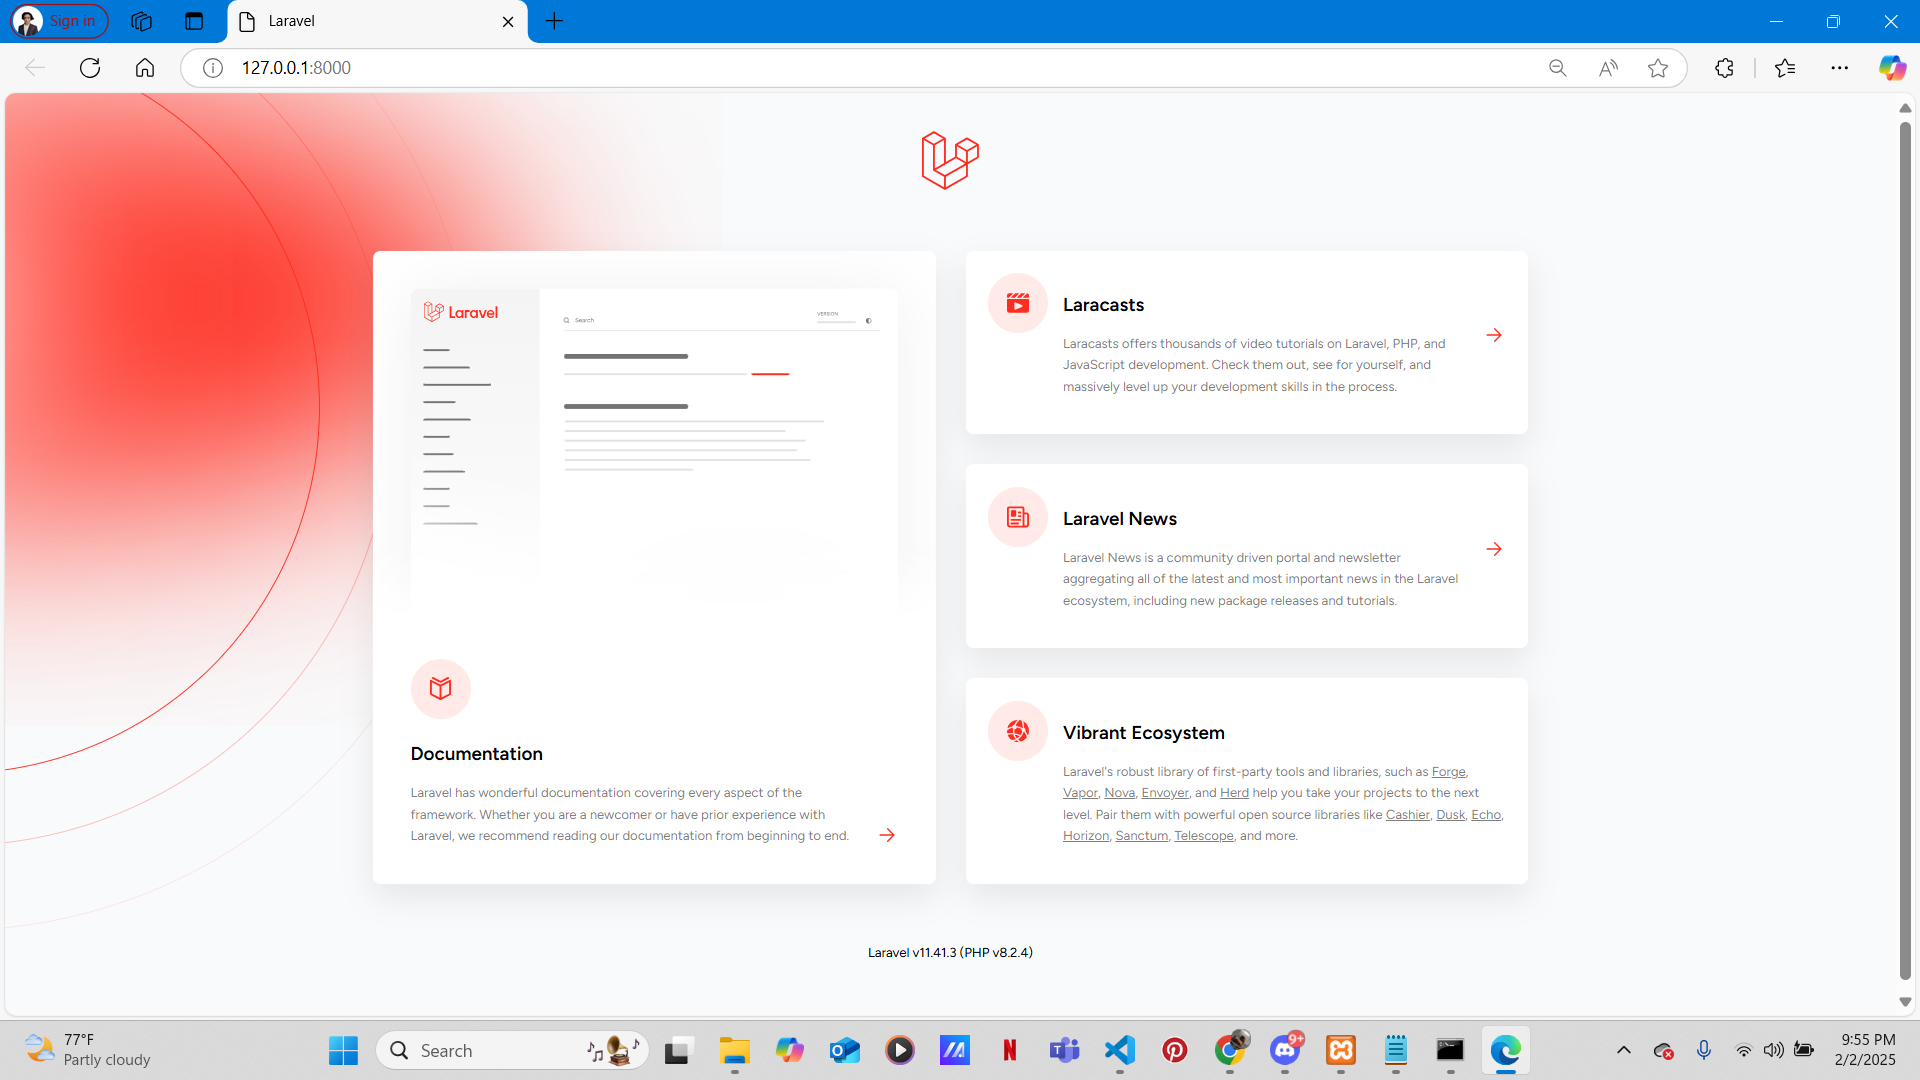 Sign in
Laravel
127.0.0.1:8000
Laravel
Search
VERSION
Documentation
Laravel has wonderful documentation covering every aspect of the
framework. Whether you are a newcomer or have prior experience with
Laravel, we recommend reading our documentation from beginning to end.
Laracasts
Laracasts offers thousands of video tutorials on Laravel, PHP, and
JavaScript development. Check them out, see for yourself, and
massively level up your development skills in the process.
Laravel News
Laravel News is a community driven portal and newsletter
aggregating all of the latest and most important news in the Laravel
ecosystem, including new package releases and tutorials.
Vibrant Ecosystem
Laravel's robust library of first-party tools and libraries, such as Forge,
Vapor, Nova, Envoyer, and Herd help you take your projects to the next
level. Pair them with powerful open source libraries like Cashier, Dusk, Echo,
Horizon, Sanctum, Telescope, and more.
Laravel v11.41.3 (PHP v8.2.4)
77°F
Partly cloudy
Search
9+
9:55 PM
2/2/2025